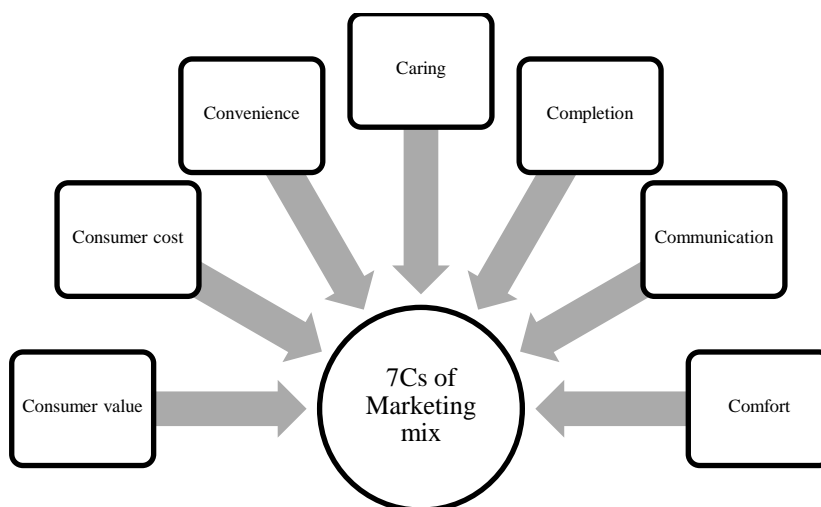 Caring
Convenience
Completion
Consumer cost
Communication
Consumer value
7Cs of
Marketing
mix
Comfort